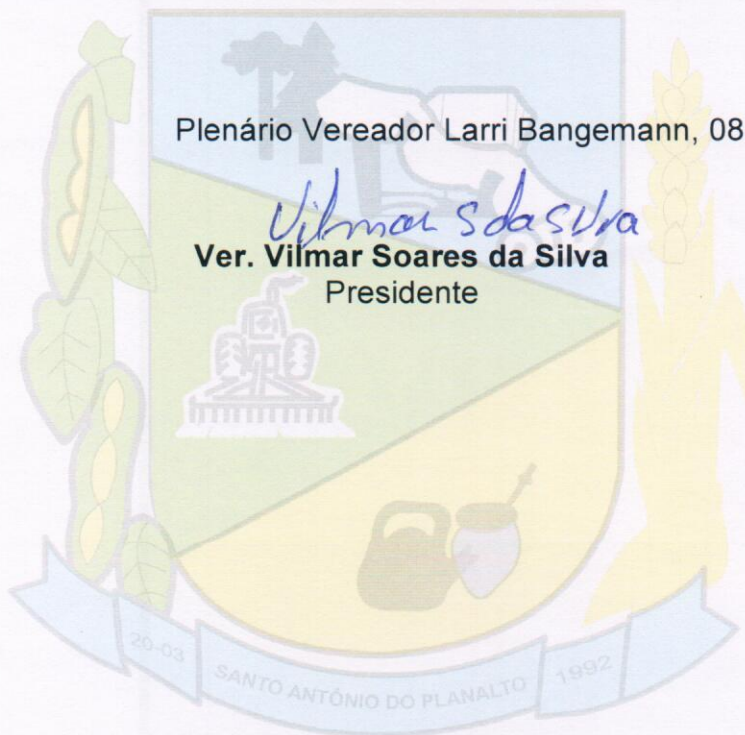 Plenário Vereador Larri Bangemann, 08
Vilmar S da Silva
Ver. Vilmar Soares da Silva
Presidente
20-03 SANTO ANTÔNIO DO PLANALTO 1992